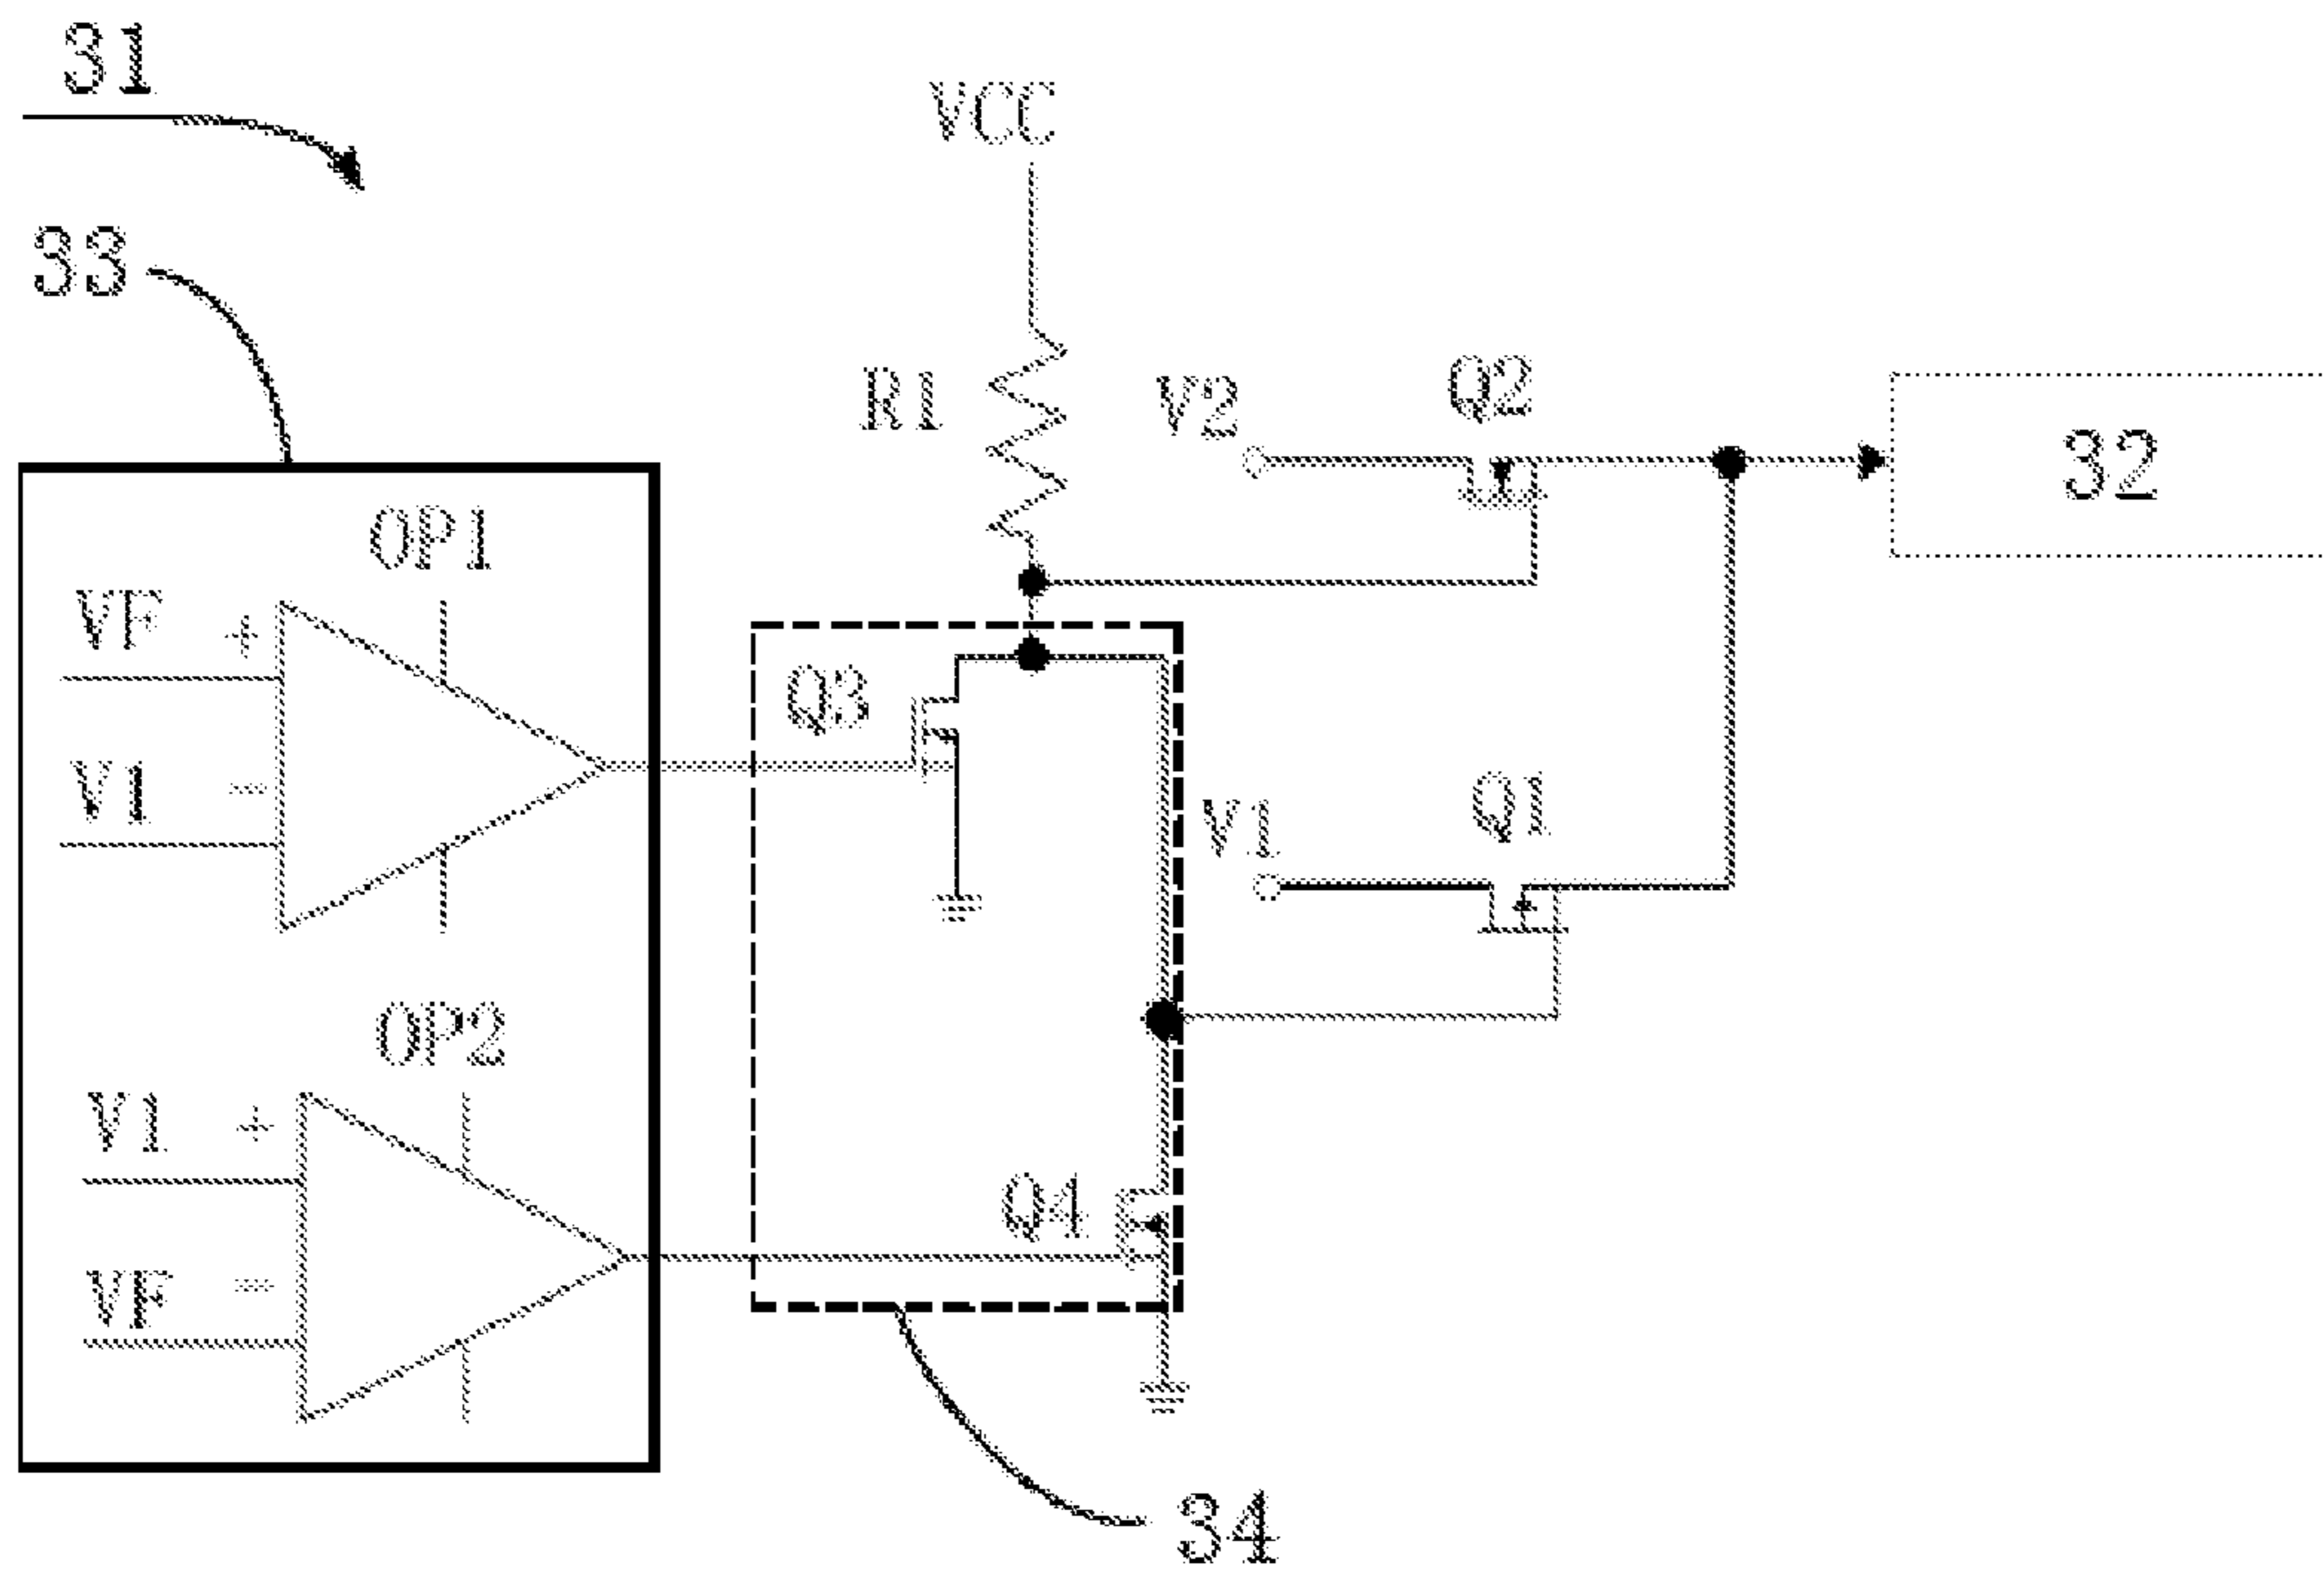 31
VCC
33
R1
V2
Q2
32
OP1
VF +
Q3
V1 -
V1
Q1
OP2
V1 +
Q4
VF -
34